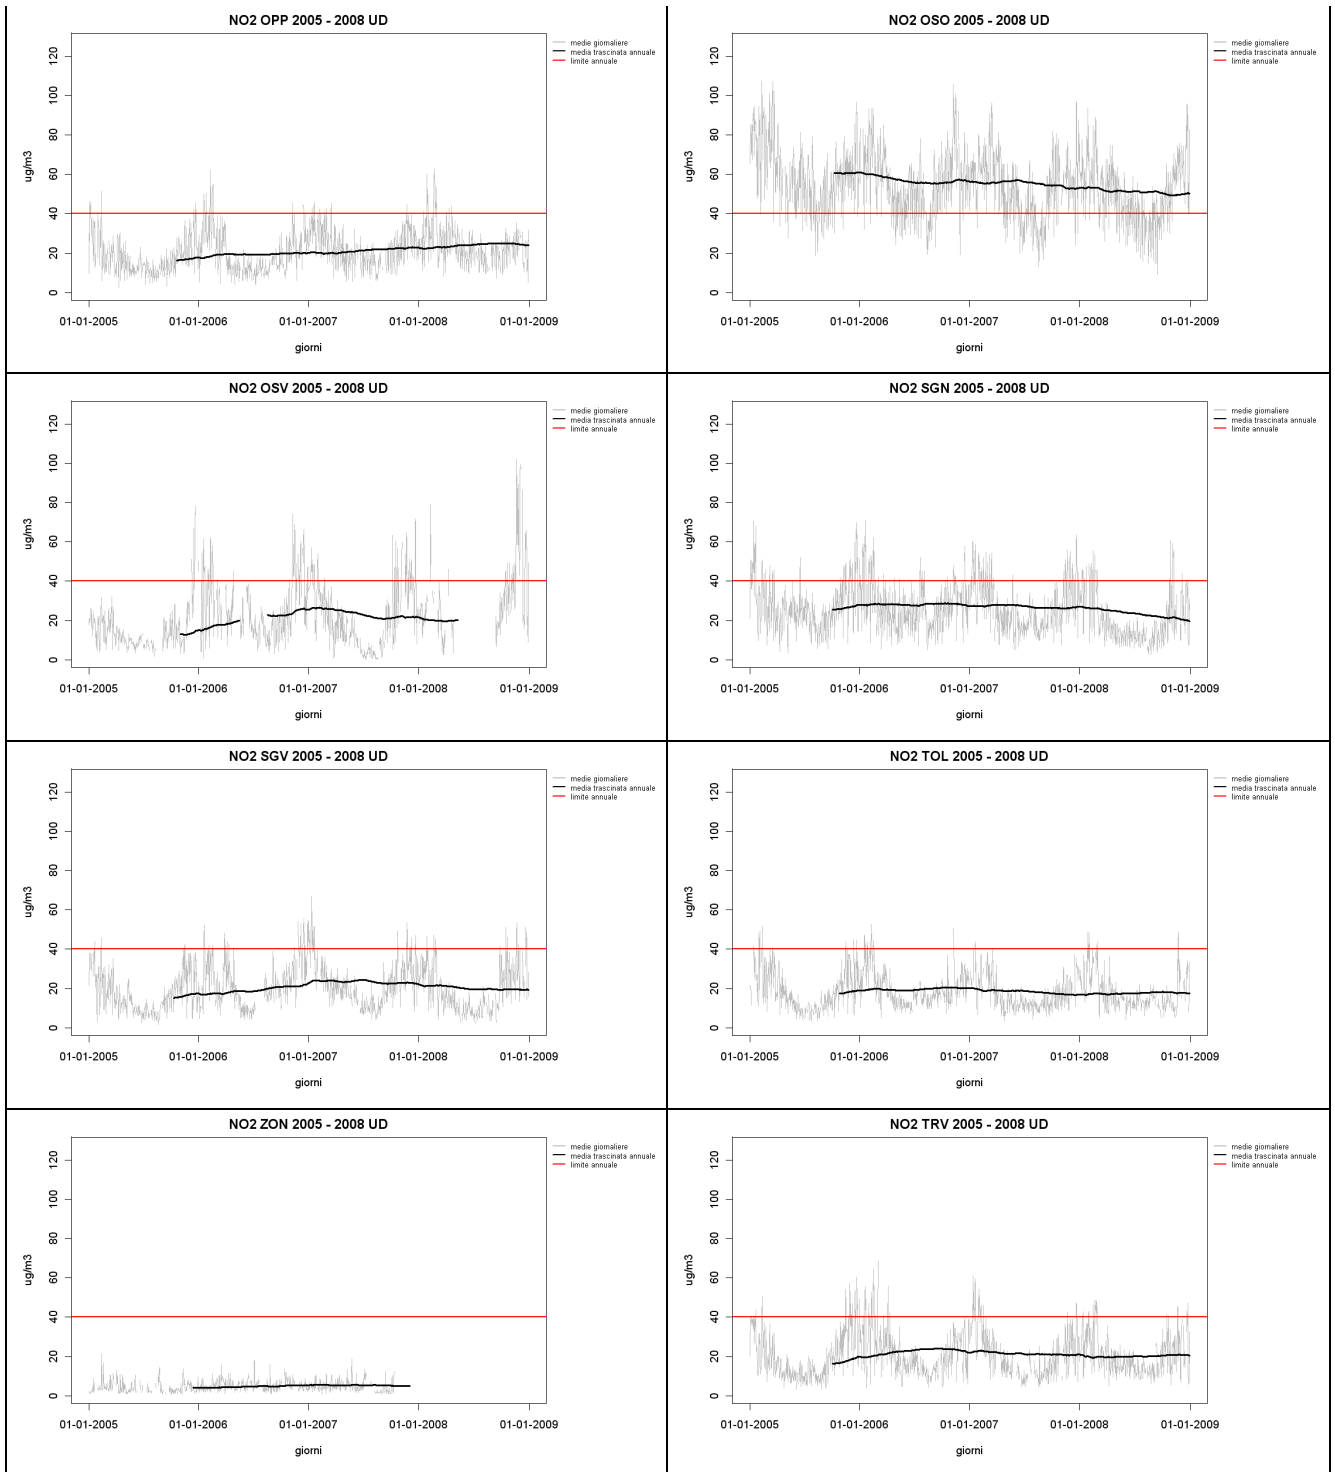 NO2 OPP 2005 - 2008 UD
medie giornaliere
media trascinata annuale
limite annuale
ug/m3
0 20 40 60 80 100 120
01-01-2005 01-01-2006 01-01-2007 01-01-2008 01-01-2009
giorni
NO2 OSO 2005 - 2008 UD
medie giornaliere
media trascinata annuale
limite annuale
ug/m3
0 20 40 60 80 100 120
01-01-2005 01-01-2006 01-01-2007 01-01-2008 01-01-2009
giorni
NO2 OSV 2005 - 2008 UD
medie giornaliere
media trascinata annuale
limite annuale
ug/m3
0 20 40 60 80 100 120
01-01-2005 01-01-2006 01-01-2007 01-01-2008 01-01-2009
giorni
NO2 SGN 2005 - 2008 UD
medie giornaliere
media trascinata annuale
limite annuale
ug/m3
0 20 40 60 80 100 120
01-01-2005 01-01-2006 01-01-2007 01-01-2008 01-01-2009
giorni
NO2 SGV 2005 - 2008 UD
medie giornaliere
media trascinata annuale
limite annuale
ug/m3
0 20 40 60 80 100 120
01-01-2005 01-01-2006 01-01-2007 01-01-2008 01-01-2009
giorni
NO2 TOL 2005 - 2008 UD
medie giornaliere
media trascinata annuale
limite annuale
ug/m3
0 20 40 60 80 100 120
01-01-2005 01-01-2006 01-01-2007 01-01-2008 01-01-2009
giorni
NO2 ZON 2005 - 2008 UD
medie giornaliere
media trascinata annuale
limite annuale
ug/m3
0 20 40 60 80 100 120
01-01-2005 01-01-2006 01-01-2007 01-01-2008 01-01-2009
giorni
NO2 TRV 2005 - 2008 UD
medie giornaliere
media trascinata annuale
limite annuale
ug/m3
0 20 40 60 80 100 120
01-01-2005 01-01-2006 01-01-2007 01-01-2008 01-01-2009
giorni